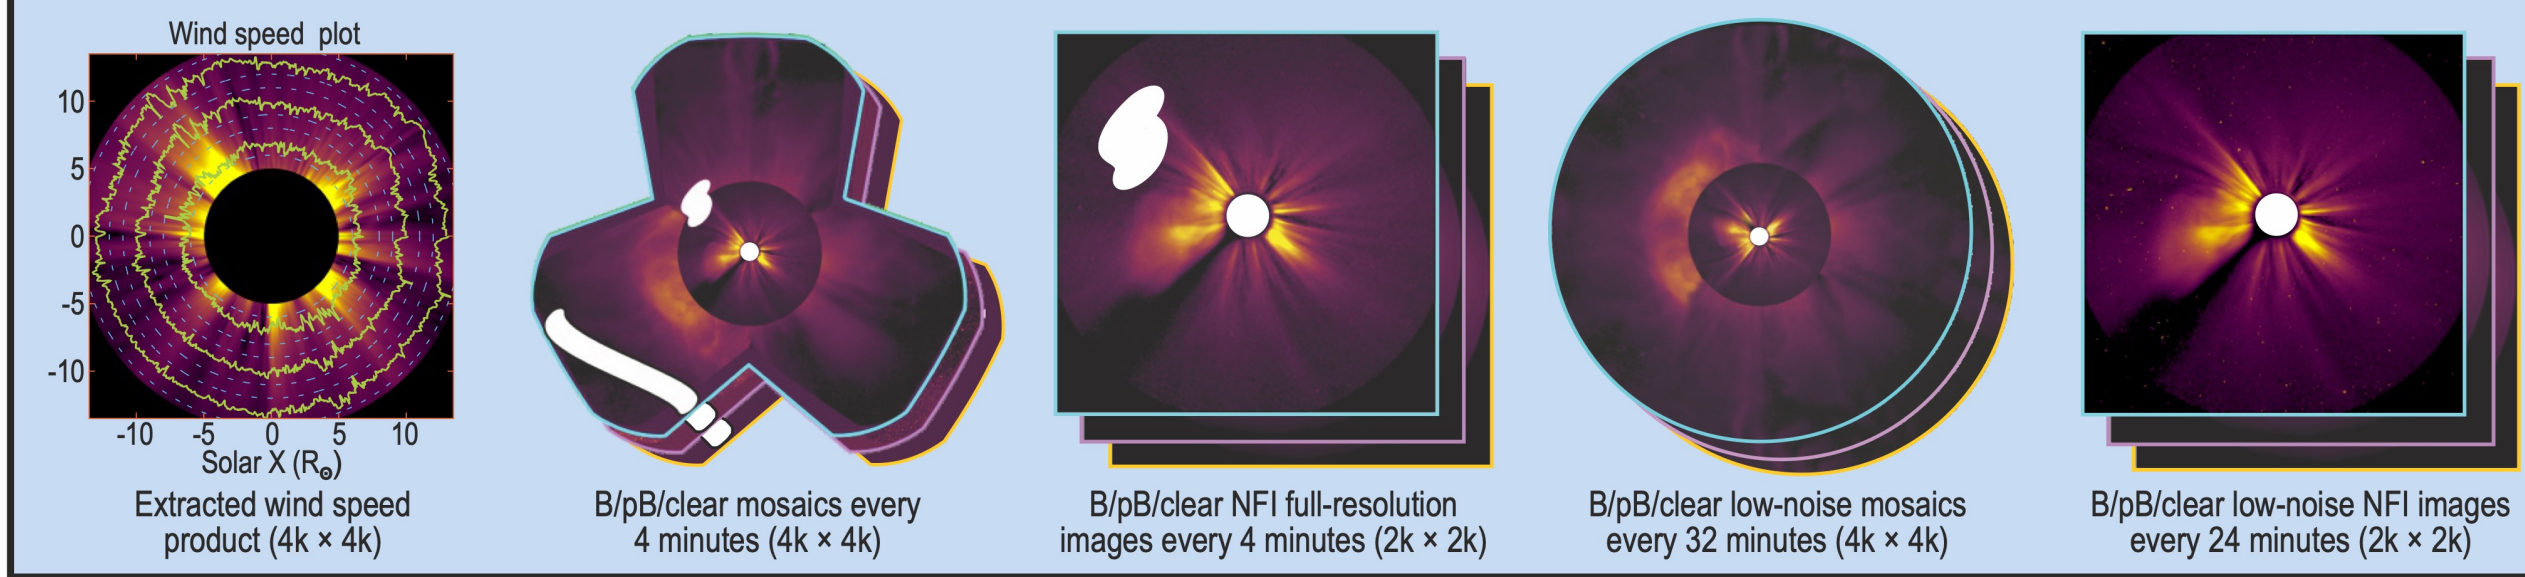 Wind speed plot
10
5
0
-5
-10
-10 -5 0 5 10
Solar X (R⊙)
Extracted wind speed
product (4k × 4k)
B/pB/clear mosaics every
4 minutes (4k × 4k)
B/pB/clear NFI full-resolution
images every 4 minutes (2k × 2k)
B/pB/clear low-noise mosaics
every 32 minutes (4k × 4k)
B/pB/clear low-noise NFI images
every 24 minutes (2k × 2k)